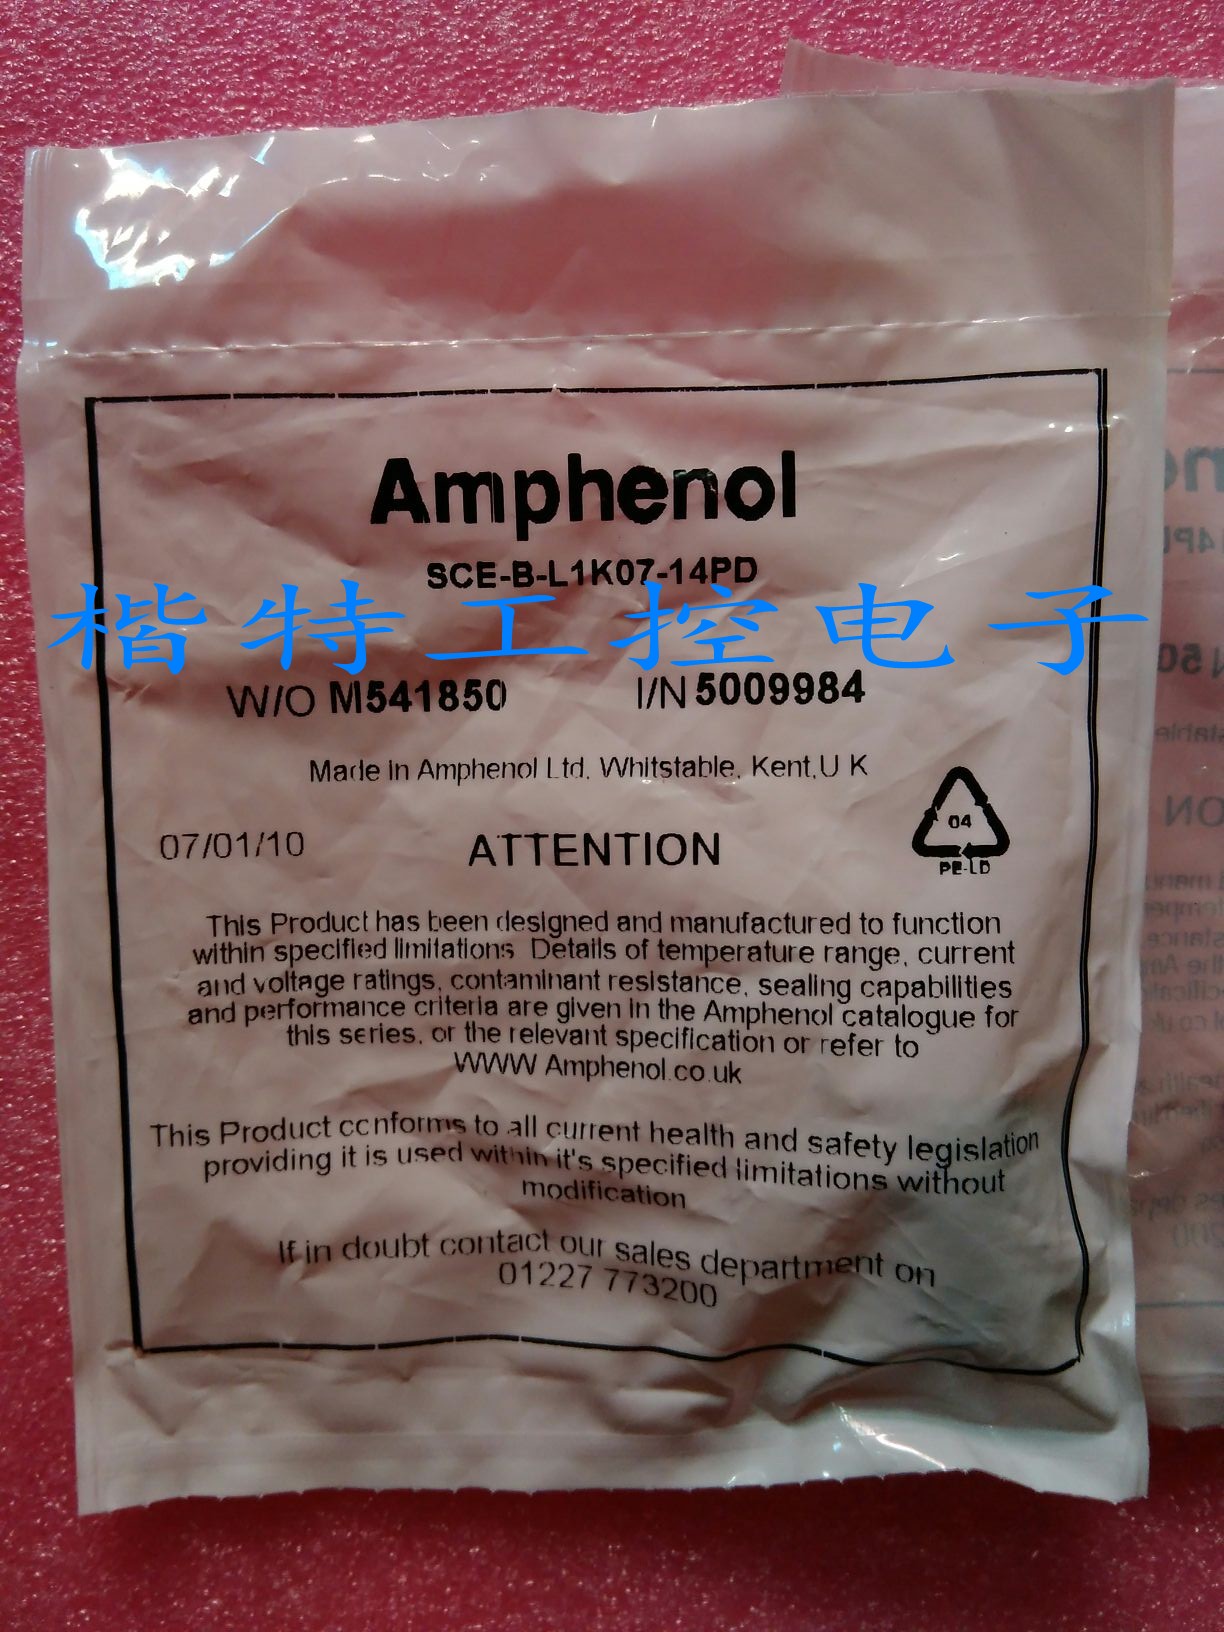 Amphenol
SCE-B-L1K07-14PD
楷特工控电子
W/O M541850 I/N 5009984
Made in Amphenol Ltd, Whitstable, Kent, U K
07/01/10 ATTENTION
04
PE-LD
This Product has been designed and manufactured to function
within specified limitations Details of temperature range, current
and voltage ratings, contaminant resistance, sealing capabilities
and performance criteria are given in the Amphenol catalogue for
this series, or the relevant specification or refer to
WWW Amphenol.co.uk
This Product conforms to all current health and safety legislation
providing it is used within it's specified limitations without
modification
If in doubt contact our sales department on
01227 773200